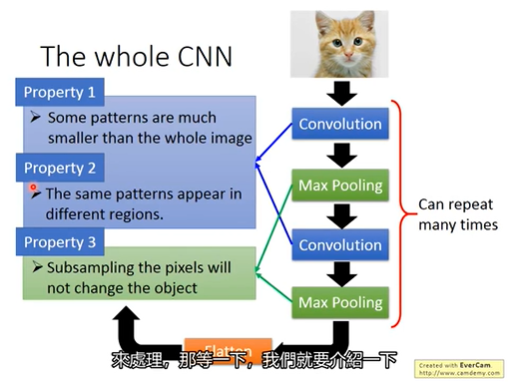 The whole CNN
Property 1
➤ Some patterns are much
smaller than the whole image
Property 2
➤ The same patterns appear in
different regions.
Property 3
➤ Subsampling the pixels will
not change the object
Convolution
Max Pooling
Convolution
Max Pooling
Can repeat
many times
Flatten
來處理，那等一下，我們就要介紹一下
Created with EverCam.
http://www.camdemy.com